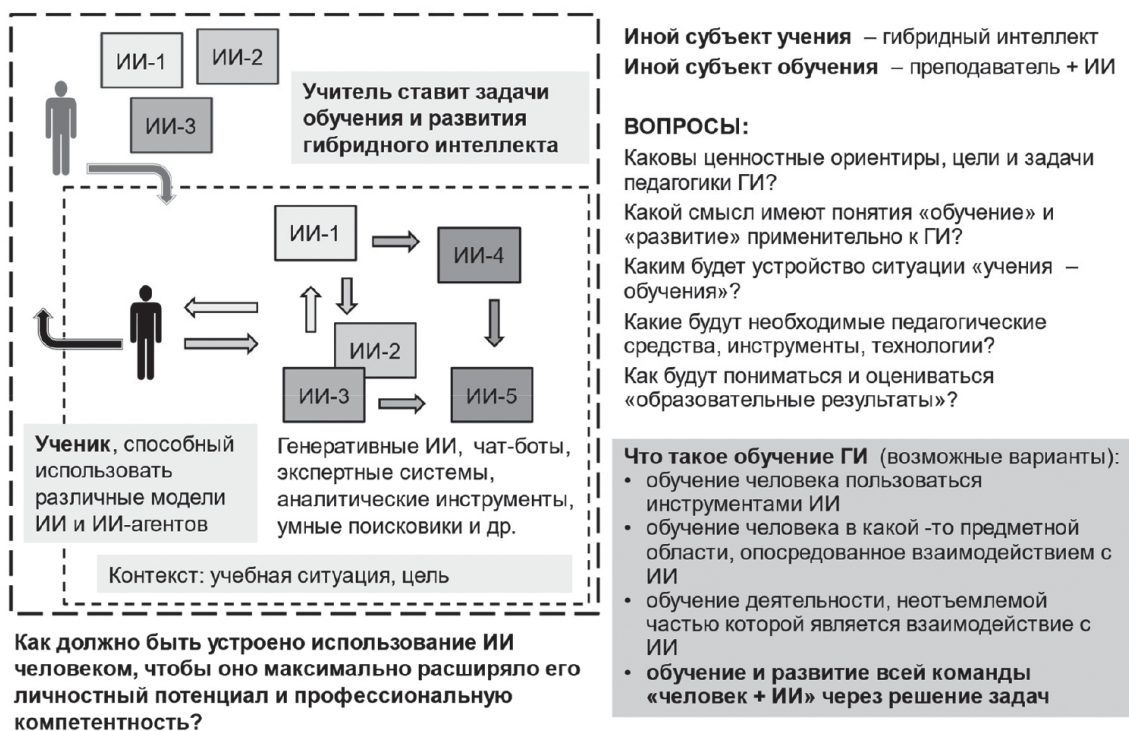 ИИ-1
ИИ-2
ИИ-3
Учитель ставит задачи
обучения и развития
гибридного интеллекта
ИИ-1
ИИ-4
ИИ-2
ИИ-3
ИИ-5
Ученик, способный
использовать
различные модели
ИИ и ИИ-агентов
Генеративные ИИ, чат-боты,
экспертные системы,
аналитические инструменты,
умные поисковики и др.
Контекст: учебная ситуация, цель
Как должно быть устроено использование ИИ
человеком, чтобы оно максимально расширяло его
личностный потенциал и профессиональную
компетентность?
Иной субъект учения – гибридный интеллект
Иной субъект обучения – преподаватель + ИИ
ВОПРОСЫ:
Каковы ценностные ориентиры, цели и задачи
педагогики ГИ?
Какой смысл имеют понятия «обучение» и
«развитие» применительно к ГИ?
Каким будет устройство ситуации «учения –
обучения»?
Какие будут необходимые педагогические
средства, инструменты, технологии?
Как будут пониматься и оцениваться
«образовательные результаты»?
Что такое обучение ГИ (возможные варианты):
• обучение человека пользоваться
инструментами ИИ
• обучение человека в какой -то предметной
области, опосредованное взаимодействием с
ИИ
• обучение деятельности, неотъемлемой
частью которой является взаимодействие с
ИИ
• обучение и развитие всей команды
«человек + ИИ» через решение задач